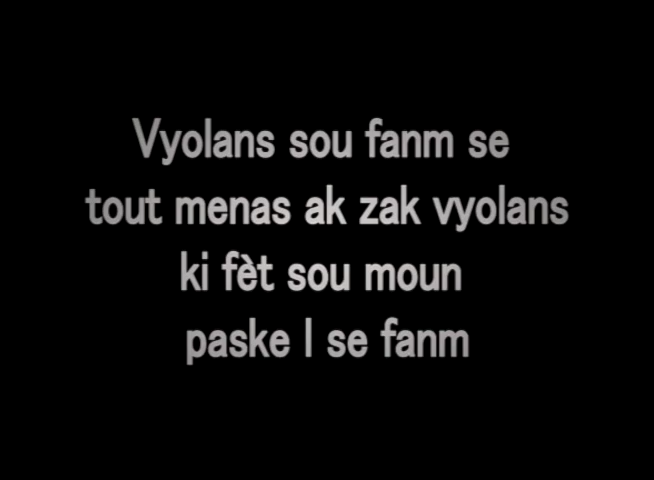 Vyolans sou fanm se
tout menas ak zak vyolans
ki fèt sou moun
paske l se fanm